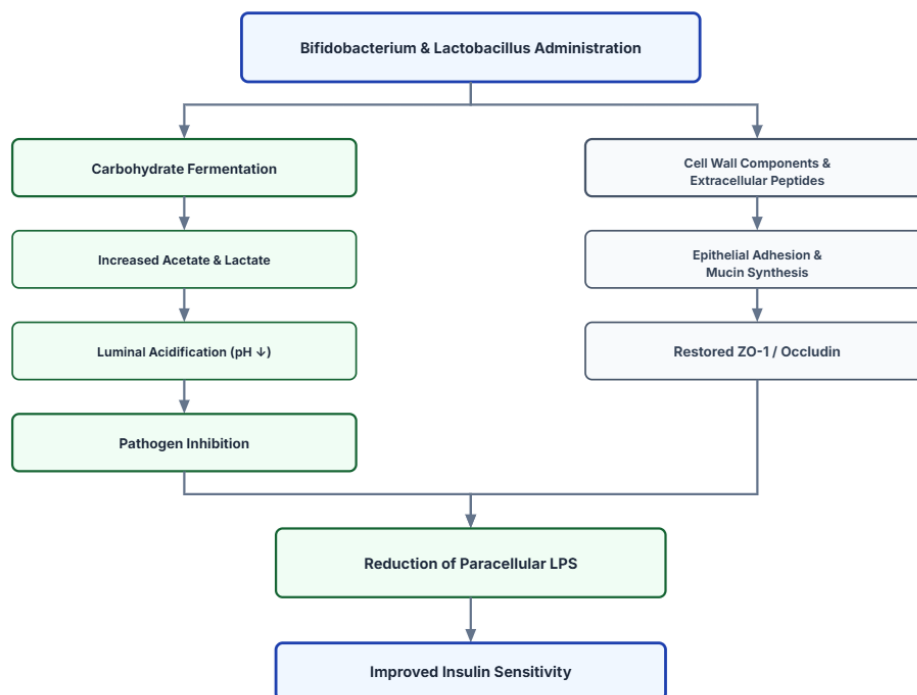 Bifidobacterium & Lactobacillus Administration
Carbohydrate Fermentation
Cell Wall Components &
Extracellular Peptides
Increased Acetate & Lactate
Epithelial Adhesion &
Mucin Synthesis
Luminal Acidification (pH ↓)
Restored ZO-1 / Occludin
Pathogen Inhibition
Reduction of Paracellular LPS
Improved Insulin Sensitivity